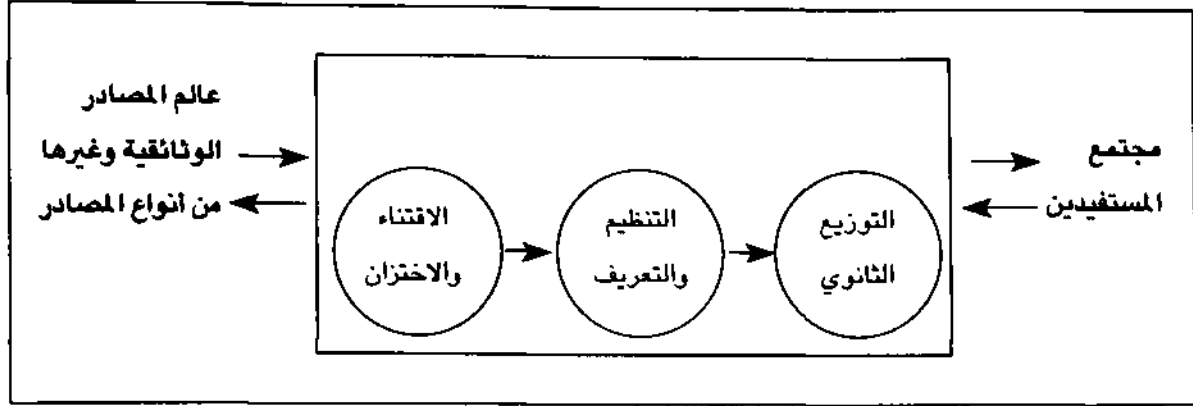 عالم المصادر
الوثائقية وغيرها
من أنواع المصادر
الاقتناء
والاختزان
التنظيم
والتعريف
التوزيع
الثانوي
مجتمع
المستفيدين